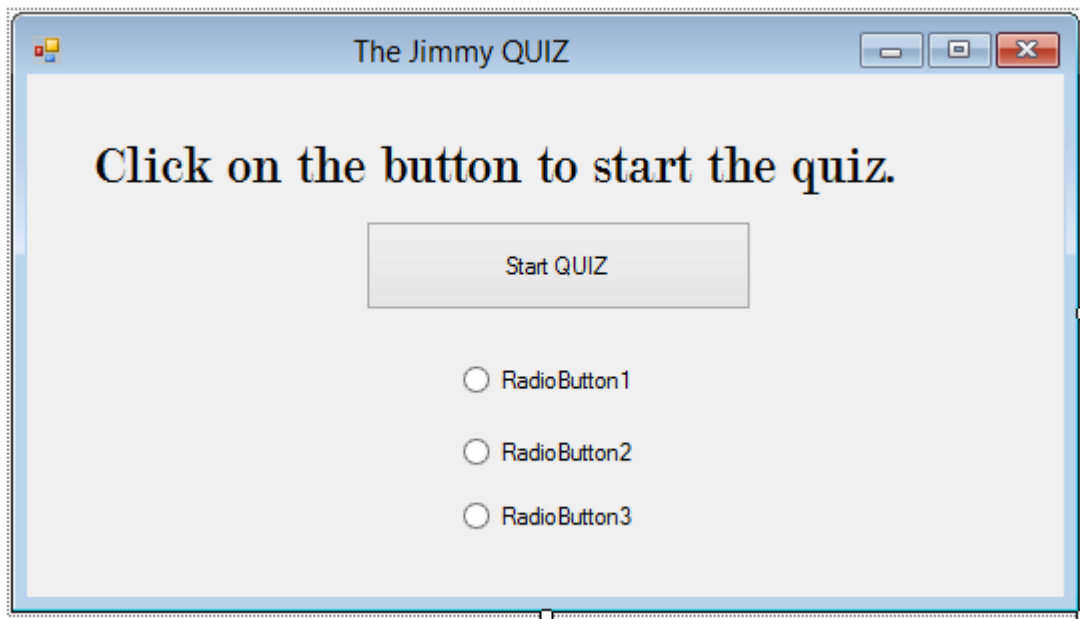 The Jimmy QUIZ
Click on the button to start the quiz.
Start QUIZ
RadioButton1
RadioButton2
RadioButton3